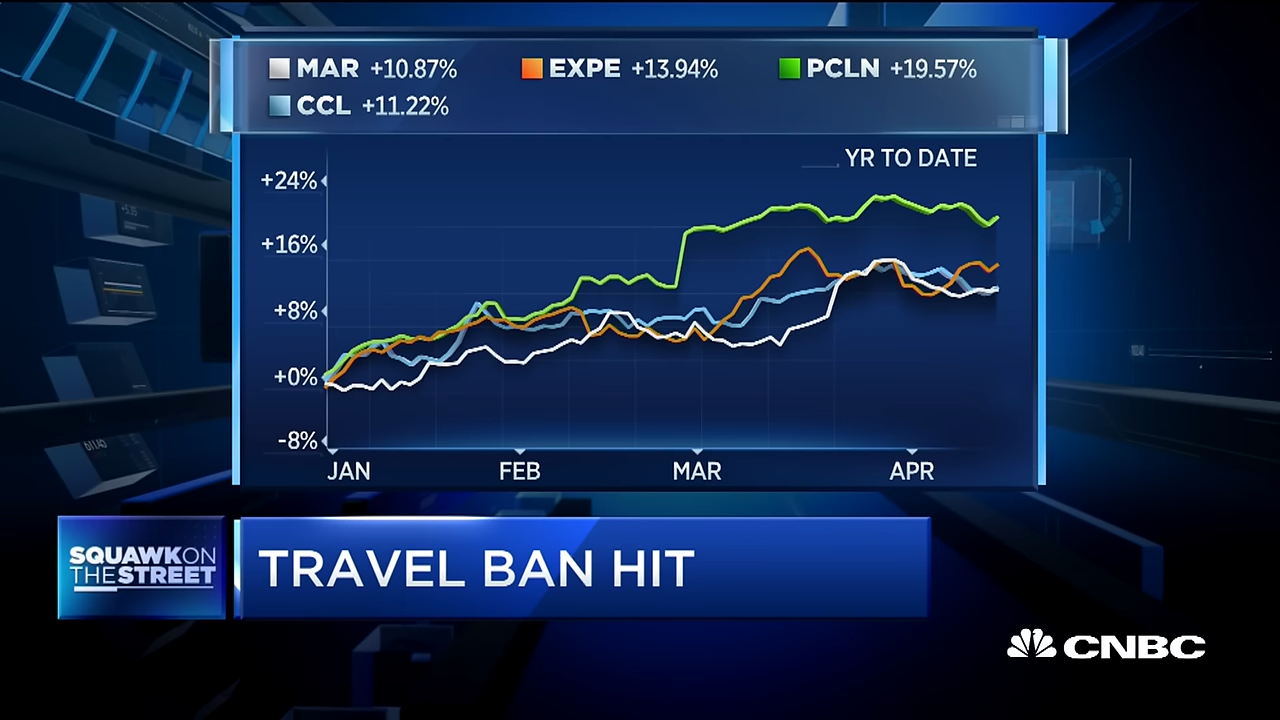 MAR +10.87% EXPE +13.94% PCLN +19.57%
CCL +11.22%
YR TO DATE
+24%
+16%
+8%
+0%
-8%
JAN FEB MAR APR
SQUAWK ON
THE STREET
TRAVEL BAN HIT
CNBC